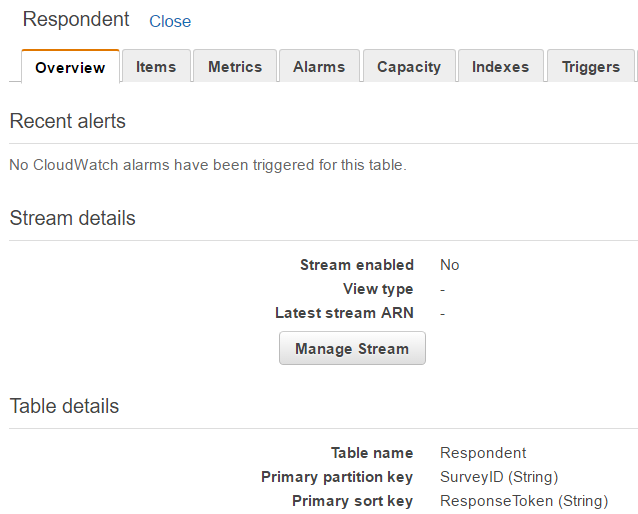 Respondent Close
Overview Items Metrics Alarms Capacity Indexes Triggers
Recent alerts
No CloudWatch alarms have been triggered for this table.
Stream details
Stream enabled No
View type -
Latest stream ARN -
Manage Stream
Table details
Table name Respondent
Primary partition key SurveyID (String)
Primary sort key ResponseToken (String)